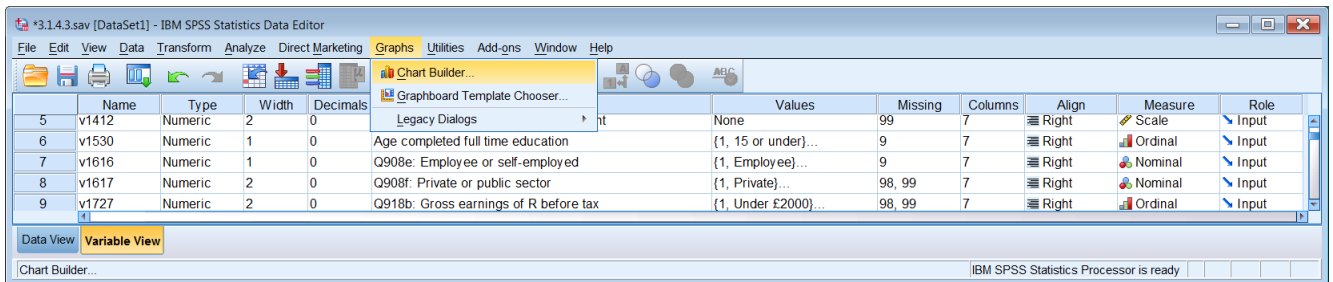 *3.1.4.3.sav [DataSet1] - IBM SPSS Statistics Data Editor
File Edit View Data Transform Analyze Direct Marketing Graphs Utilities Add-ons Window Help
Chart Builder...
Graphboard Template Chooser...
Legacy Dialogs
Name Type Width Decimals Values Missing Columns Align Measure Role
5 v1412 Numeric 2 0 None 99 7 Right Scale Input
6 v1530 Numeric 1 0 Age completed full time education {1, 15 or under}... 9 7 Right Ordinal Input
7 v1616 Numeric 1 0 Q908e: Employee or self-employed {1, Employee}... 9 7 Right Nominal Input
8 v1617 Numeric 2 0 Q908f: Private or public sector {1, Private}... 98, 99 7 Right Nominal Input
9 v1727 Numeric 2 0 Q918b: Gross earnings of R before tax {1, Under £2000}... 98, 99 7 Right Ordinal Input
Data View Variable View
Chart Builder... IBM SPSS Statistics Processor is ready